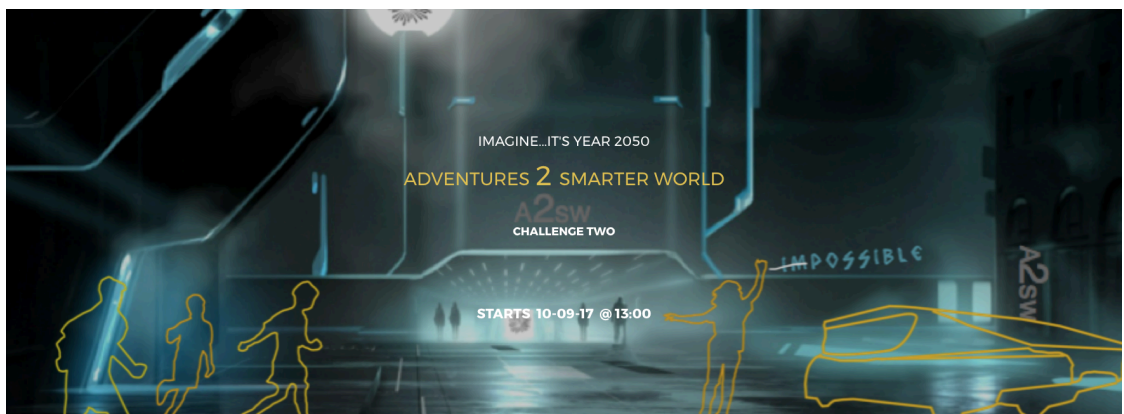 IMAGINE...IT'S YEAR 2050
ADVENTURES 2 SMARTER WORLD
A2SW
CHALLENGE TWO
IMPOSSIBLE
A2SW
STARTS 10-09-17 @ 13:00